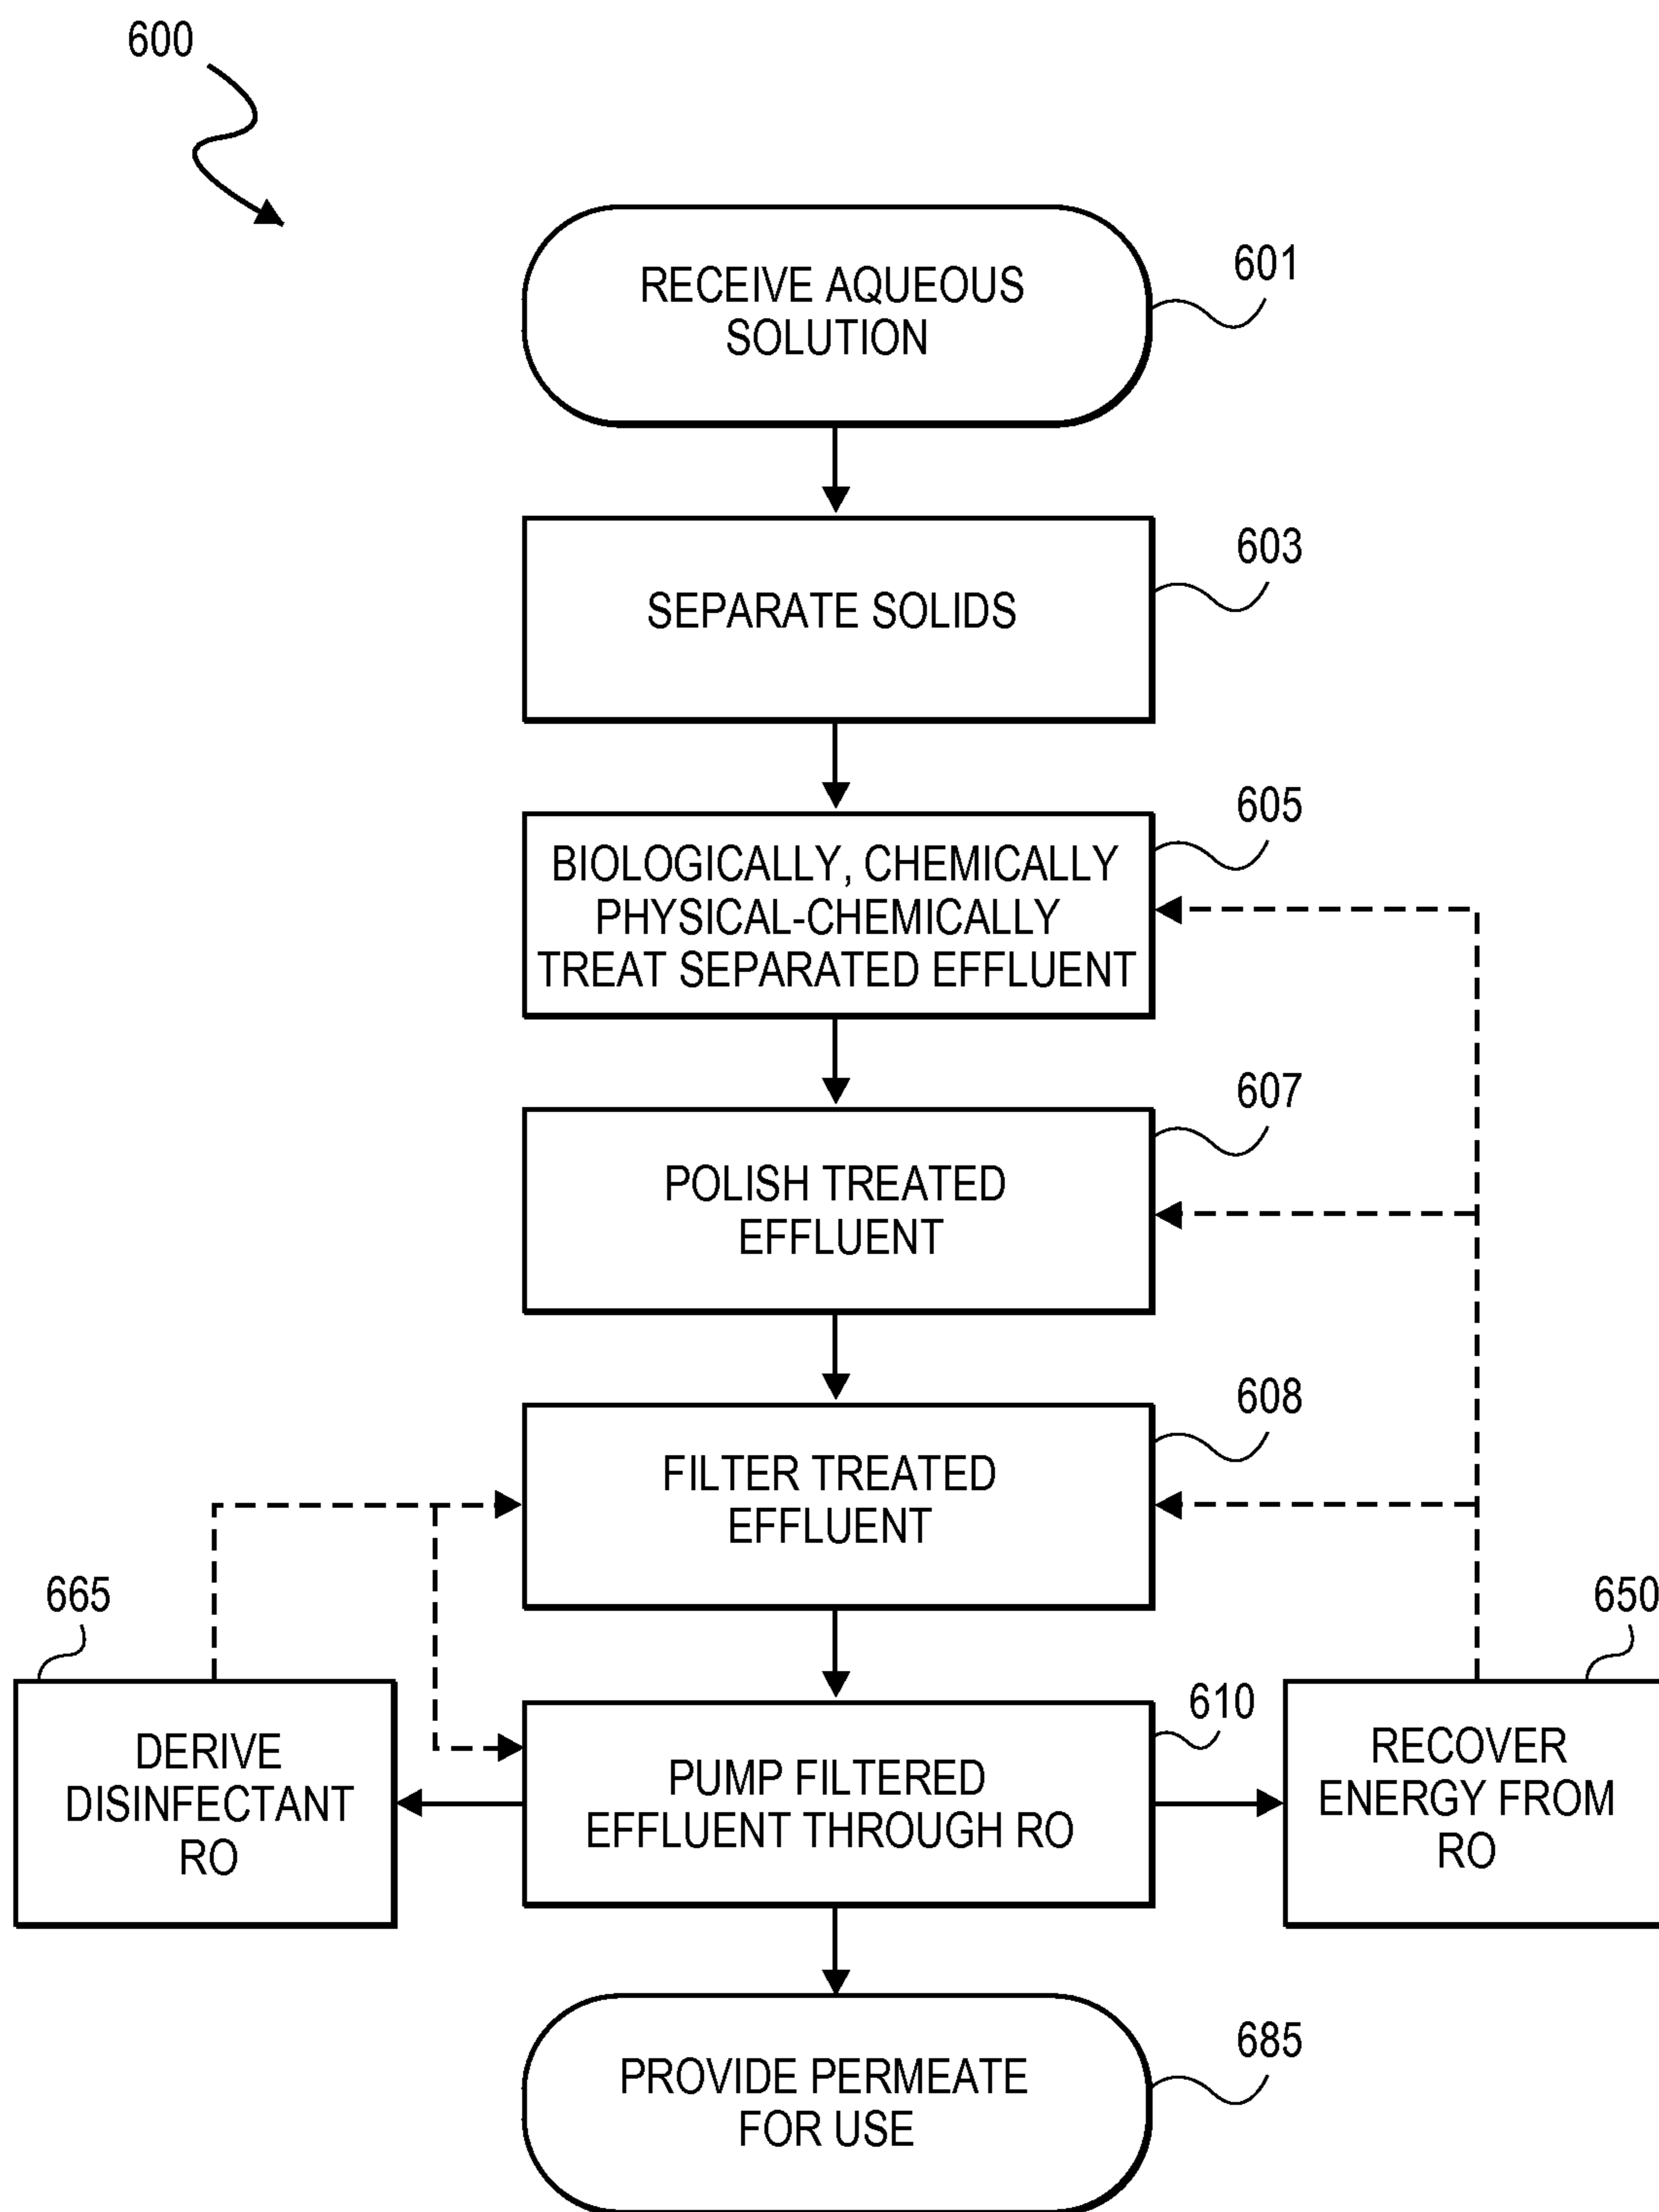 600
RECEIVE AQUEOUS
SOLUTION
601
SEPARATE SOLIDS
603
BIOLOGICALLY, CHEMICALLY
PHYSICAL-CHEMICALLY
TREAT SEPARATED EFFLUENT
605
POLISH TREATED
EFFLUENT
607
FILTER TREATED
EFFLUENT
608
665
DERIVE
DISINFECTANT
RO
PUMP FILTERED
EFFLUENT THROUGH RO
610
650
RECOVER
ENERGY FROM
RO
PROVIDE PERMEATE
FOR USE
685